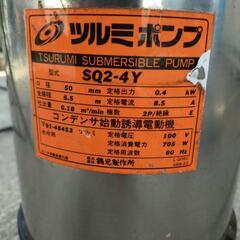 ツルミポンプ
TSURUMI SUBMERSIBLE PUMP
型式 SQ2-4Y
口径 50 mm 定格出力 0.4 kW
全揚程 6.5 m 定格電流 8.5 A
吐出量 0.18 m³/min 極数 2P/絶縁 E
コンデンサ始動誘導電動機
定格電圧 100 V
定格消費電力 705 W
定格周波数 60 Hz
株式会社 鶴見製作所